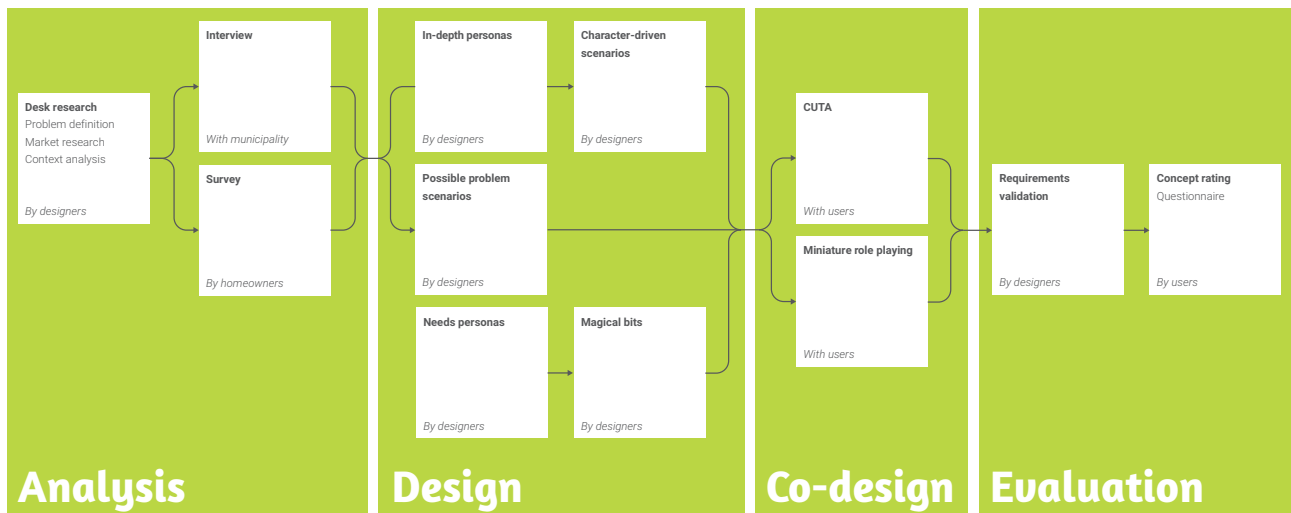 Desk research
Problem definition
Market research
Context analysis
By designers
Interview
With municipality
Survey
By homeowners
Analysis
In-depth personas
By designers
Character-driven
scenarios
By designers
Possible problem
scenarios
By designers
Needs personas
By designers
Magical bits
By designers
Design
CUTA
With users
Miniature role playing
With users
Co-design
Requirements
validation
By designers
Concept rating
Questionnaire
By users
Evaluation